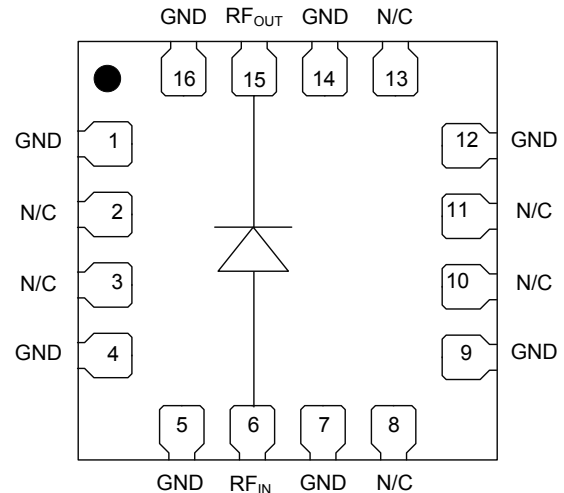 GND RF_OUT GND N/C
16 15 14 13
GND 1 12 GND
N/C 2 11 N/C
N/C 3 10 N/C
GND 4 9 GND
5 6 7 8
GND RF_IN GND N/C